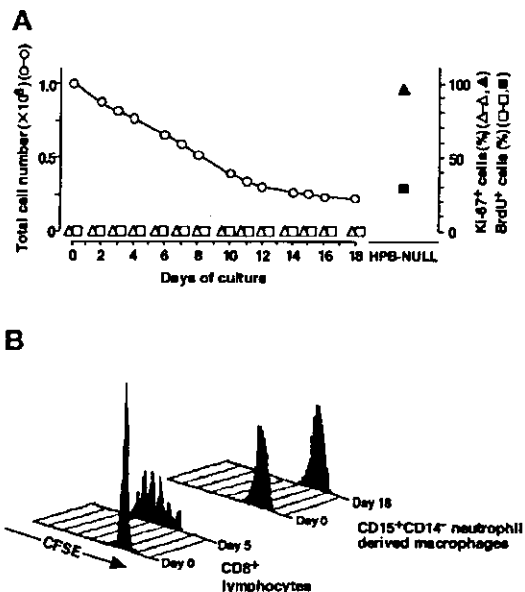 A
Total cell number (×10⁶) (○-○)
1.0
0.5
0
100
50
0
Ki-67⁺ cells (%) (△-△, ▲)
BrdU⁺ cells (%) (□-□, ■)
0 2 4 6 8 10 12 14 16 18 HPB-NULL
Days of culture
B
CFSE
Day 0
Day 5
CD8⁺
lymphocytes
Day 0
Day 18
CD15⁺CD14⁻ neutrophil
derived macrophages